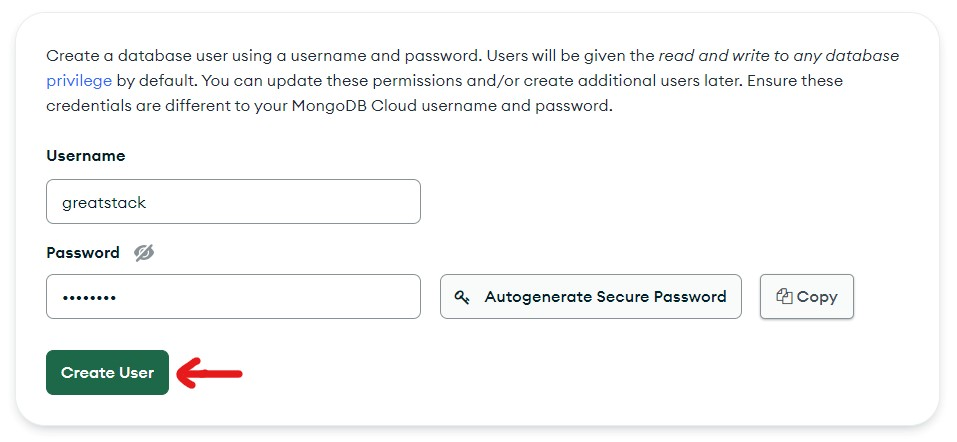 Create a database user using a username and password. Users will be given the read and write to any database
privilege by default. You can update these permissions and/or create additional users later. Ensure these
credentials are different to your MongoDB Cloud username and password.
Username
greatstack
Password
••••••••
Autogenerate Secure Password
Copy
Create User